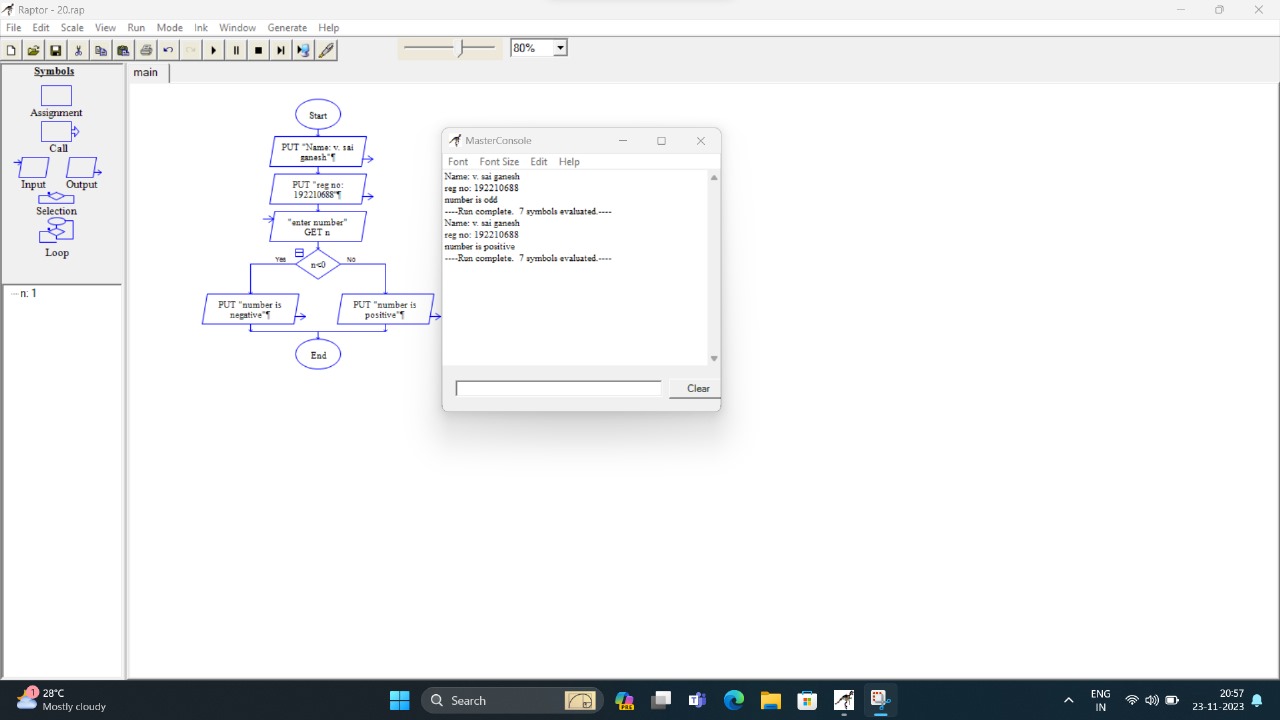 Raptor - 20.rap
File Edit Scale View Run Mode Ink Window Generate Help
80%
Symbols
Assignment
Call
Input Output
Selection
Loop
n: 1
main
Start
PUT "Name: v. sai
ganesh"¶
PUT "reg no:
192210688"¶
"enter number"
GET n
Yes n<0 No
PUT "number is
negative"¶
PUT "number is
positive"¶
End
MasterConsole
Font Font Size Edit Help
Name: v. sai ganesh
reg no: 192210688
number is odd
----Run complete. 7 symbols evaluated.----
Name: v. sai ganesh
reg no: 192210688
number is positive
----Run complete. 7 symbols evaluated.----
Clear
1
28°C
Mostly cloudy
Search
PRE
ENG
IN
20:57
23-11-2023